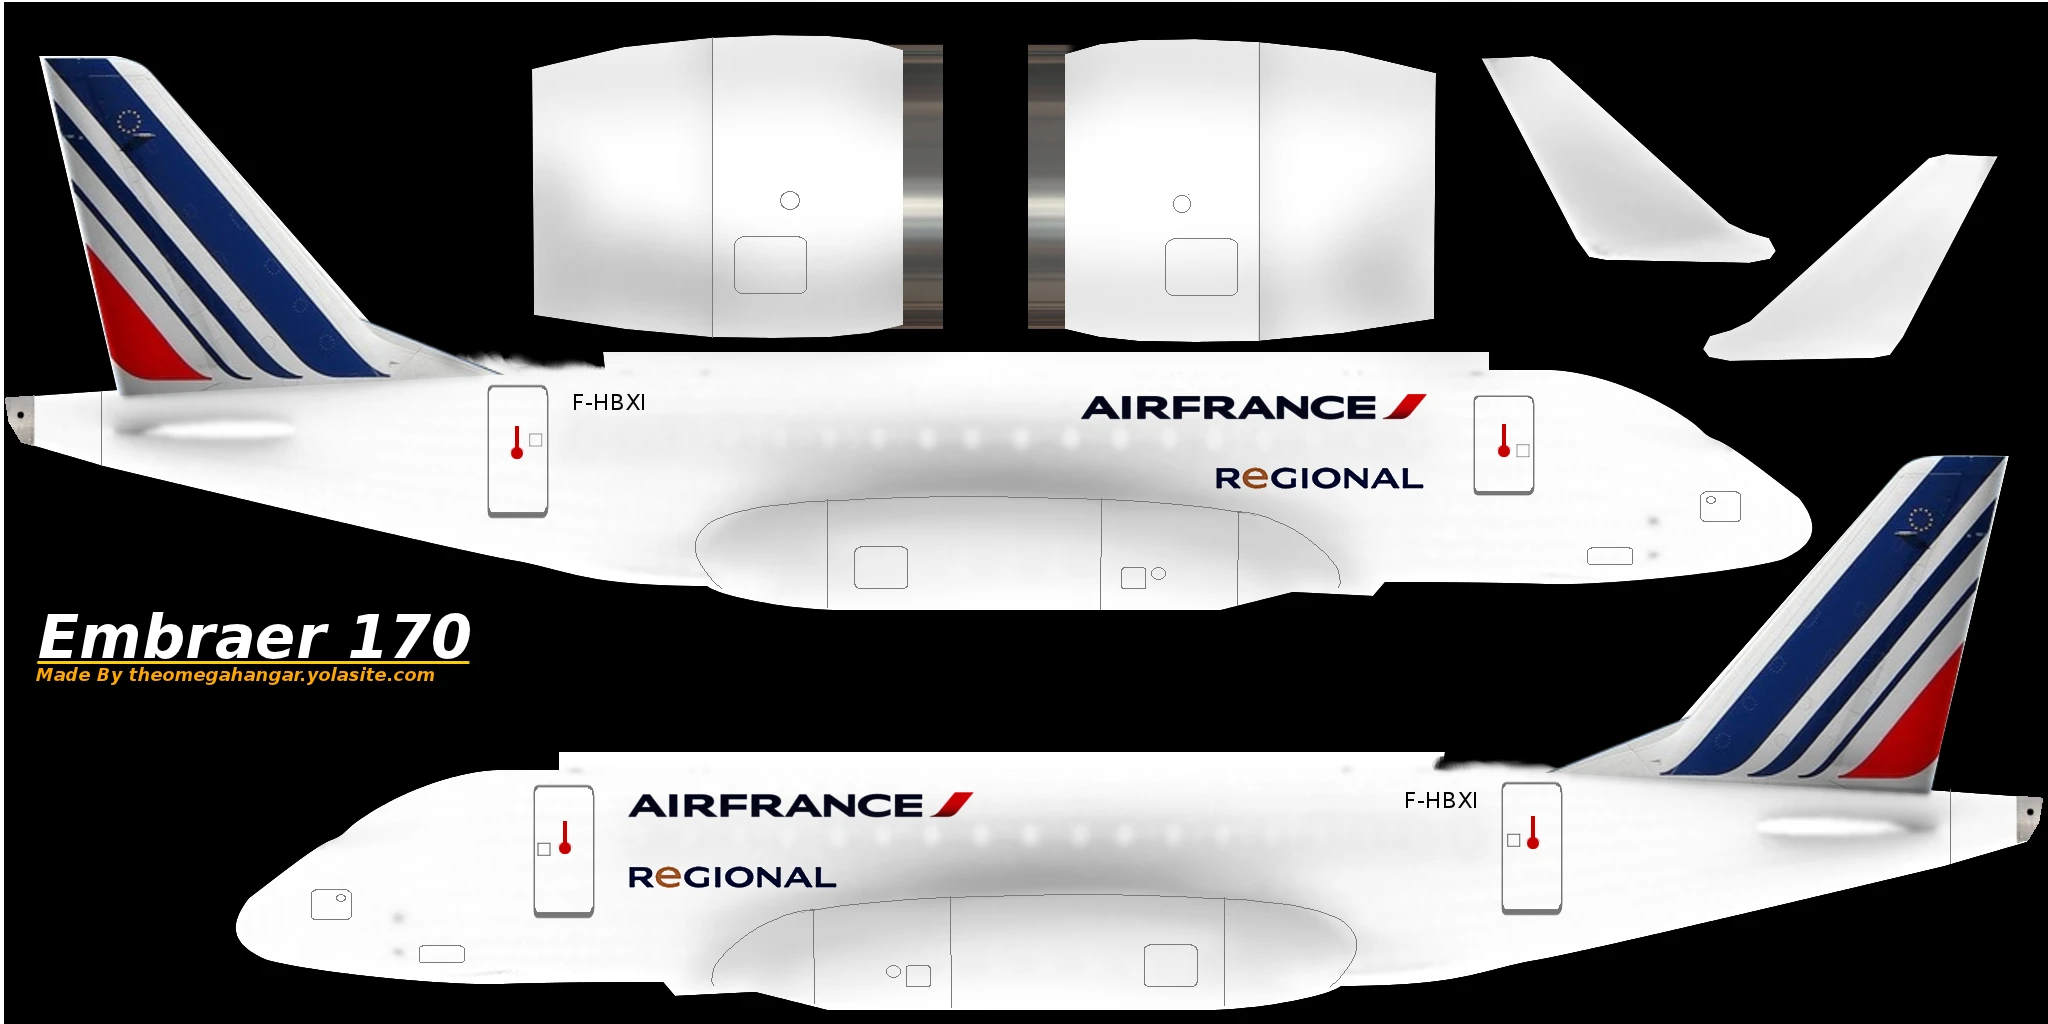 F-HBXI
AIRFRANCE
ReGIONAL
Embraer 170
Made By theomegahangar.yolasite.com
AIRFRANCE
F-HBXI
ReGIONAL